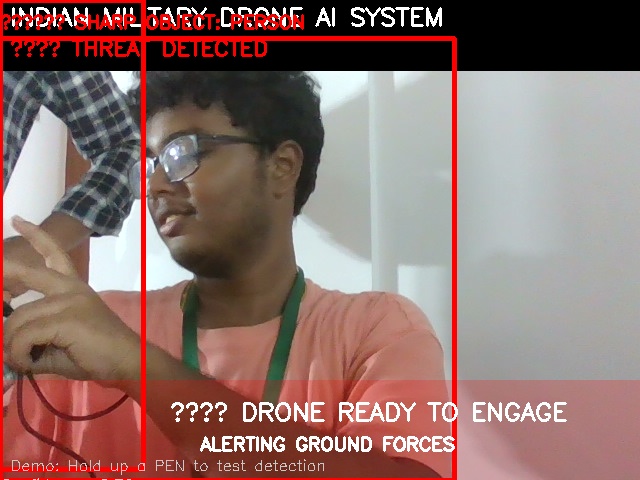 INDIAN MILITARY DRONE AI SYSTEM
?????? SHARP OBJECT: PERSON
???? THREAT DETECTED
???? DRONE READY TO ENGAGE
ALERTING GROUND FORCES
Demo: Hold up a PEN to test detection